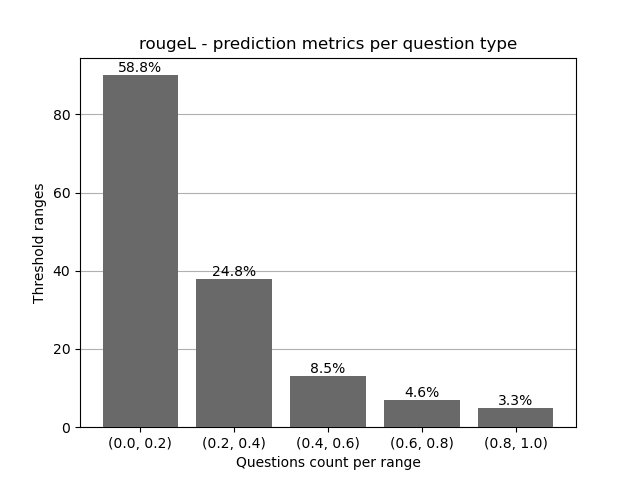 rougeL - prediction metrics per question type
58.8%
80
60
Threshold ranges
40
24.8%
20
8.5%
4.6%
3.3%
0
(0.0, 0.2) (0.2, 0.4) (0.4, 0.6) (0.6, 0.8) (0.8, 1.0)
Questions count per range